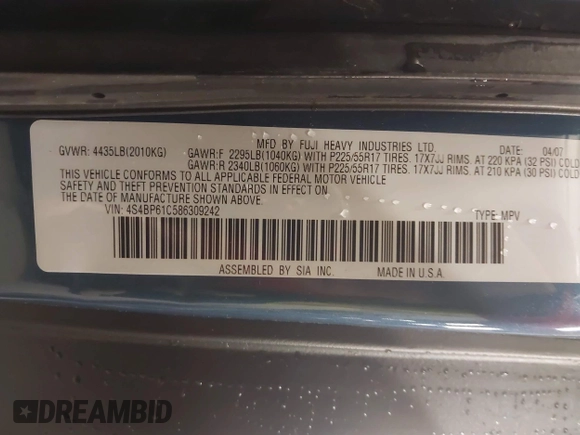 MFD BY FUJI HEAVY INDUSTRIES LTD. DATE: 04/07
GVWR: 4435LB(2010KG) GAWR:F 2295LB(1040KG) WITH P225/55R17 TIRES. 17X7JJ RIMS. AT 220 KPA (32 PSI) COLD
GAWR:R 2340LB(1060KG) WITH P225/55R17 TIRES. 17X7JJ RIMS. AT 210 KPA (30 PSI) COLD
THIS VEHICLE CONFORMS TO ALL APPLICABLE FEDERAL MOTOR VEHICLE
SAFETY AND THEFT PREVENTION STANDARDS IN EFFECT ON THE DATE OF
MANUFACTURE SHOWN ABOVE.
VIN: 4S4BP61C586309242 TYPE: MPV
ASSEMBLED BY SIA INC. MADE IN U.S.A.
DREAMBID